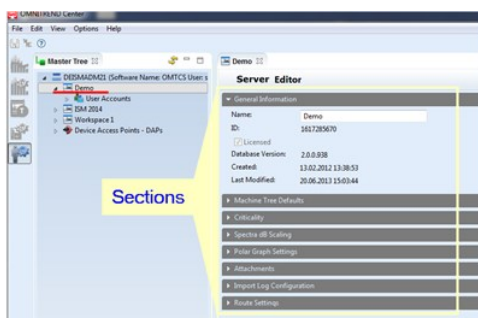 OMNITREND Center
File Edit View Options Help
Master Tree
DEISMADM21 (Software Name: OMTCS User: s
Demo
User Accounts
ISM 2014
Workspace 1
Device Access Points - DAPs
Sections
Demo
Server Editor
General Information
Name: Demo
ID: 1617285670
Licensed
Database Version: 2.0.0.938
Created: 13.02.2012 13:38:53
Last Modified: 20.06.2013 15:03:44
Machine Tree Defaults
Criticality
Spectra dB Scaling
Polar Graph Settings
Attachments
Import Log Configuration
Route Settings